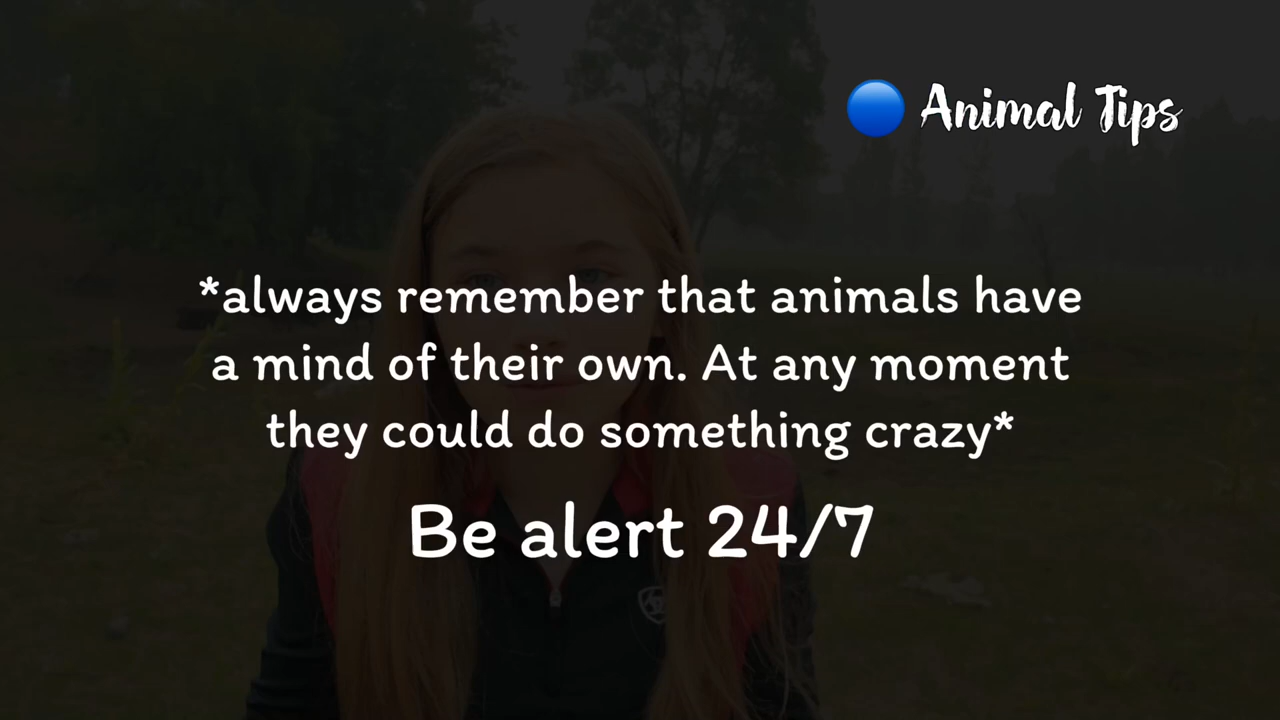 Animal Tips
*always remember that animals have
a mind of their own. At any moment
they could do something crazy*
Be alert 24/7